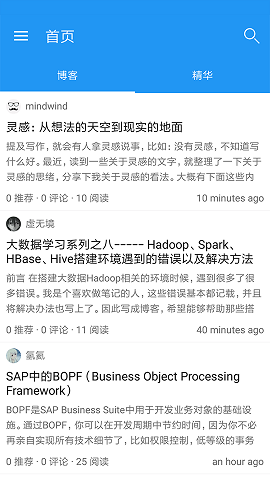 首页
博客 精华
mindwind
灵感: 从想法的天空到现实的地面
提及写作，就会有人拿灵感说事，比如: 没有灵感，不知道写
什么好。最近，读到一些关于灵感的文字，就整理了一下关于
灵感的思绪，分享下我关于灵感的看法。大概有下面这些内
0 推荐 · 0 评论 · 10 阅读 10 minutes ago
虚无境
大数据学习系列之八----- Hadoop、Spark、
HBase、Hive搭建环境遇到的错误以及解决方法
前言 在搭建大数据Hadoop相关的环境时候，遇到很多了很
多错误。我是个喜欢做笔记的人，这些错误基本都记载，并且
将解决办法也写上了。因此写成博客，希望能够帮助那些搭
0 推荐 · 0 评论 · 11 阅读 40 minutes ago
氢氦
SAP中的BOPF（Business Object Processing
Framework）
BOPF是SAP Business Suite中用于开发业务对象的基础设
施。通过BOPF，你可以在开发周期中节约时间，因为你不必
再亲自实现所有技术细节了，比如权限控制，低等级的事务
0 推荐 · 0 评论 · 25 阅读 an hour ago